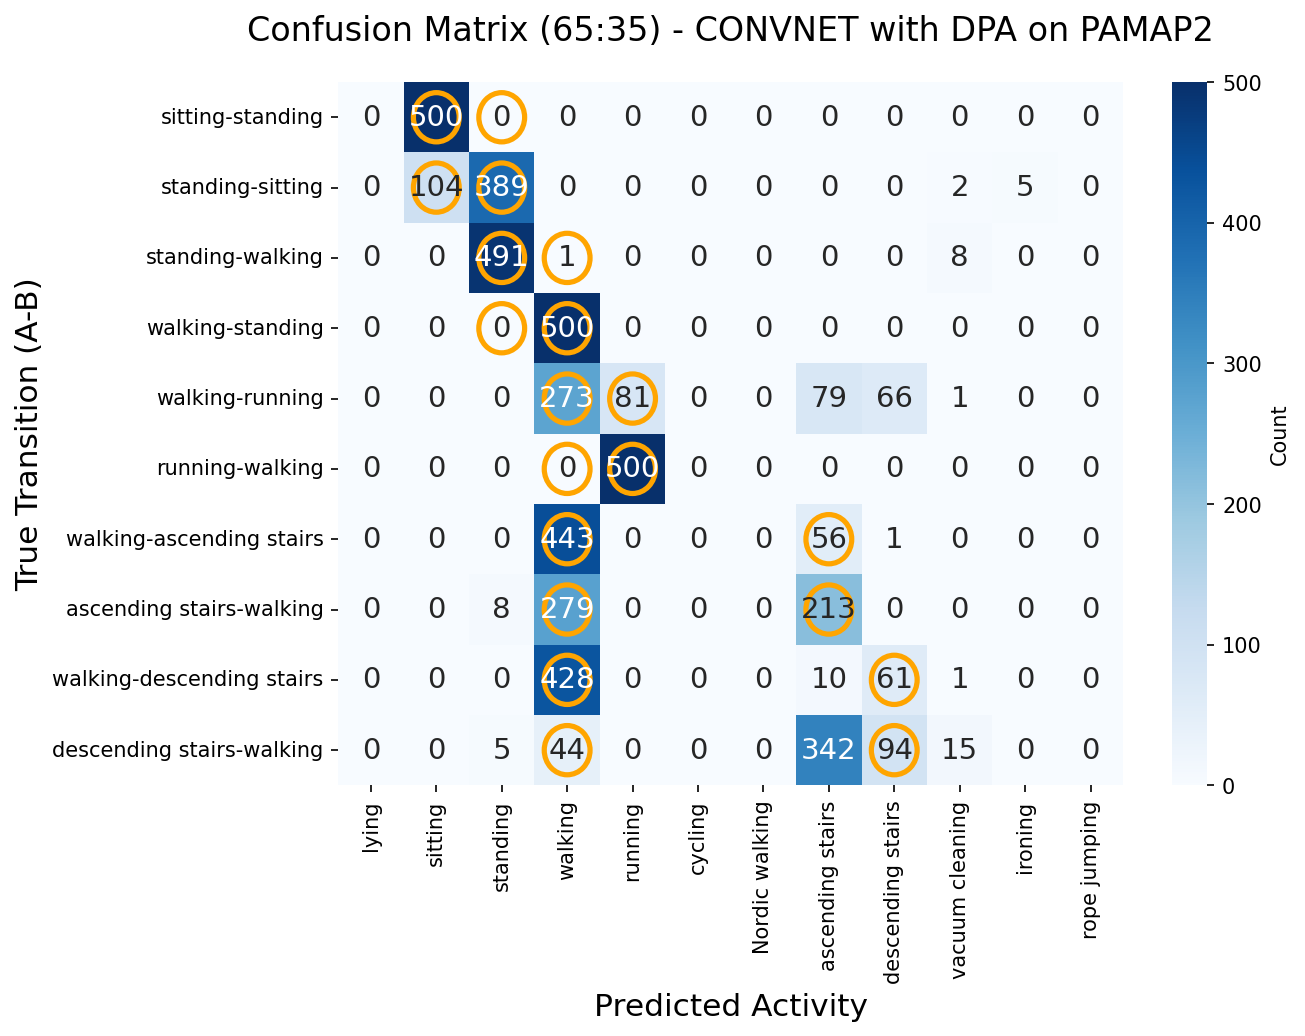 Confusion Matrix (65:35) - CONVNET with DPA on PAMAP2
True Transition (A-B)
sitting-standing 0 500 0 0 0 0 0 0 0 0 0 0
standing-sitting 0 104 389 0 0 0 0 0 0 2 5 0
standing-walking 0 0 491 1 0 0 0 0 0 8 0 0
walking-standing 0 0 0 500 0 0 0 0 0 0 0 0
walking-running 0 0 0 273 81 0 0 79 66 1 0 0
running-walking 0 0 0 0 500 0 0 0 0 0 0 0
walking-ascending stairs 0 0 0 443 0 0 0 56 1 0 0 0
ascending stairs-walking 0 0 8 279 0 0 0 213 0 0 0 0
walking-descending stairs 0 0 0 428 0 0 0 10 61 1 0 0
descending stairs-walking 0 0 5 44 0 0 0 342 94 15 0 0
lying
sitting
standing
walking
running
cycling
Nordic walking
ascending stairs
descending stairs
vacuum cleaning
ironing
rope jumping
Predicted Activity
500
400
300
200
100
0
Count